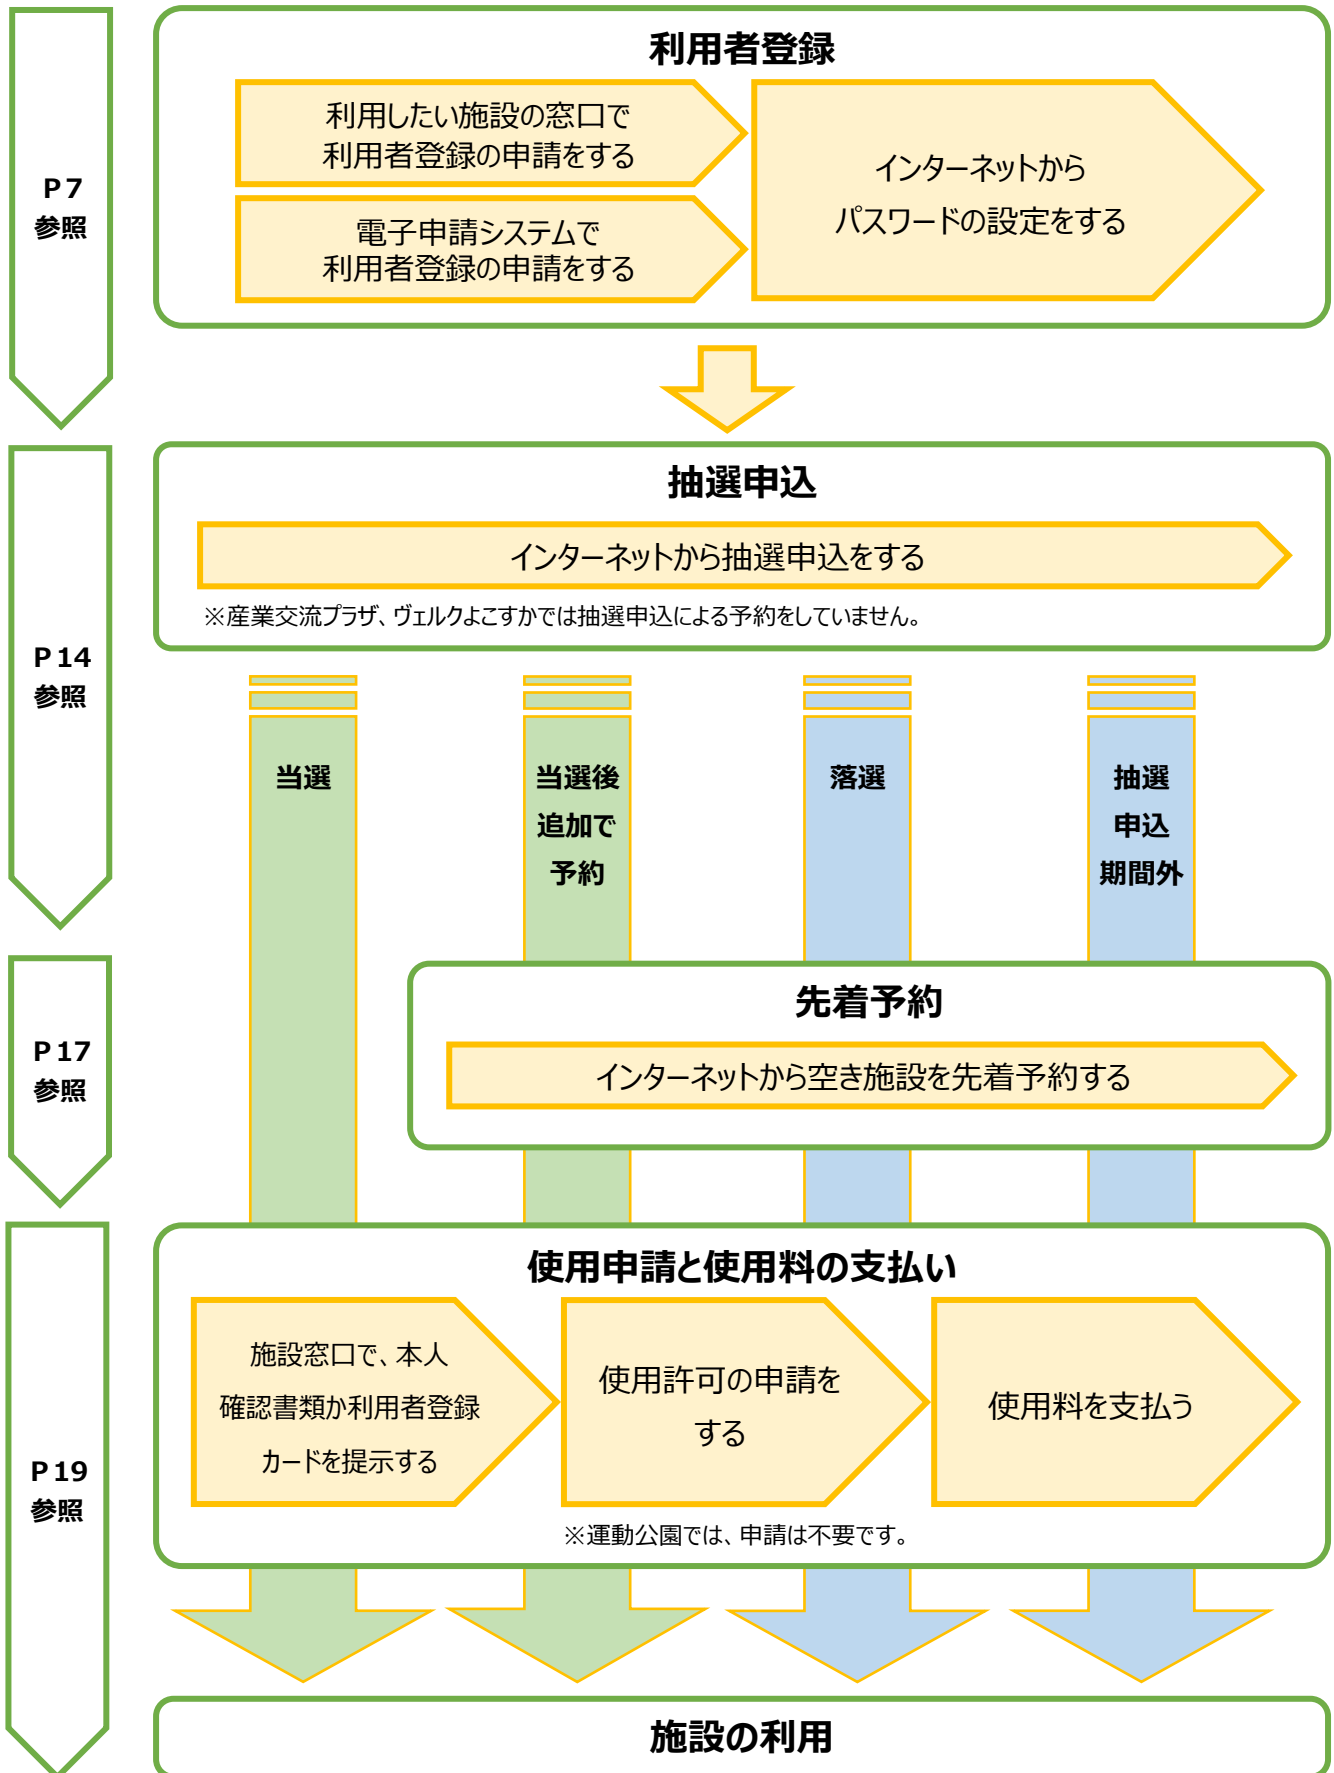 P7
参照
利用者登録
利用したい施設の窓口で
利用者登録の申請をする
電子申請システムで
利用者登録の申請をする
インターネットから
パスワードの設定をする
P14
参照
抽選申込
インターネットから抽選申込をする
※産業交流プラザ、ヴェルクよこすかでは抽選申込による予約をしていません。
当選
当選後
追加で
予約
落選
抽選
申込
期間外
P17
参照
先着予約
インターネットから空き施設を先着予約する
P19
参照
使用申請と使用料の支払い
施設窓口で、本人
確認書類か利用者登録
カードを提示する
使用許可の申請を
する
使用料を支払う
※運動公園では、申請は不要です。
施設の利用